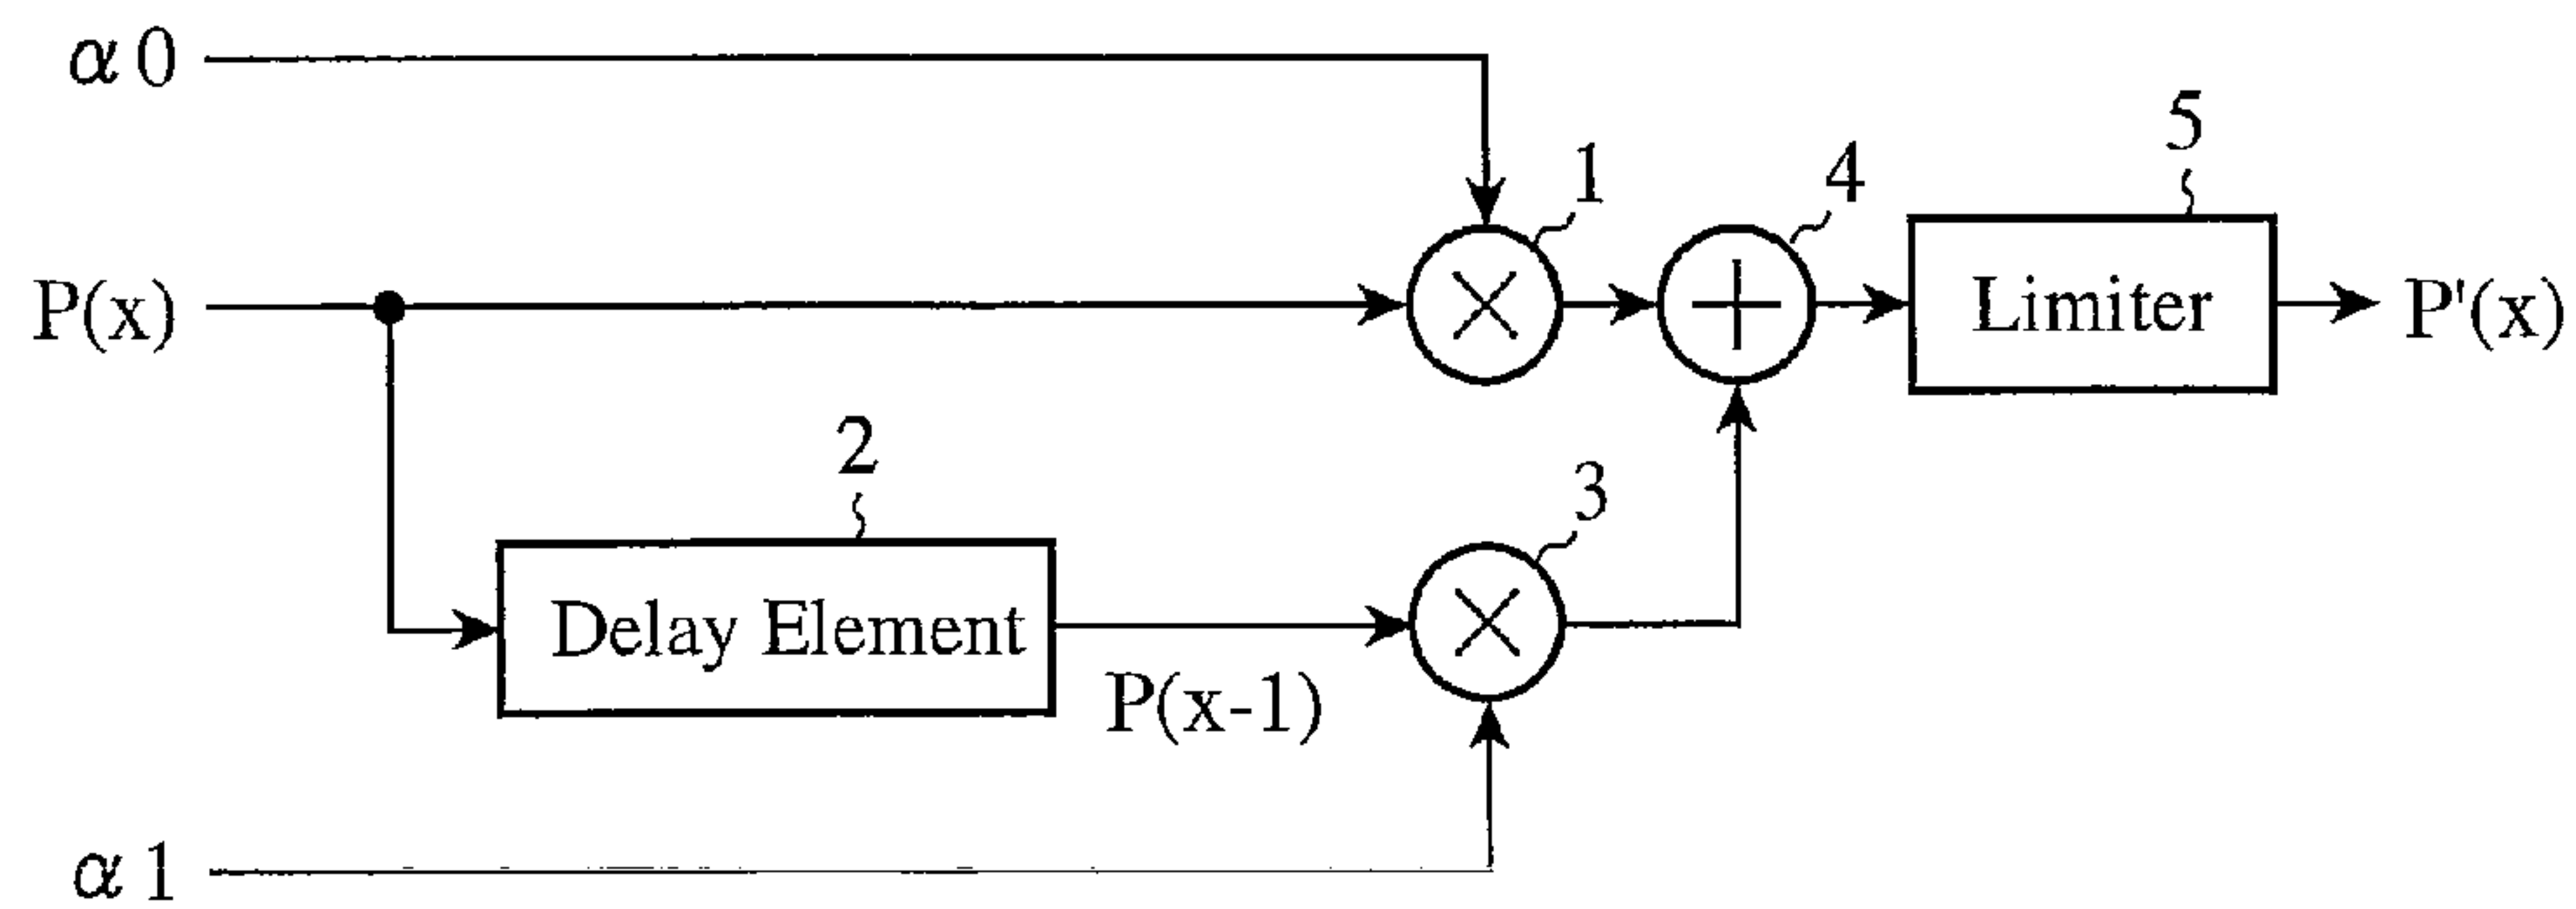 α0
5
1
4
P(x)
Limiter
P'(x)
2
3
Delay Element
P(x-1)
α1